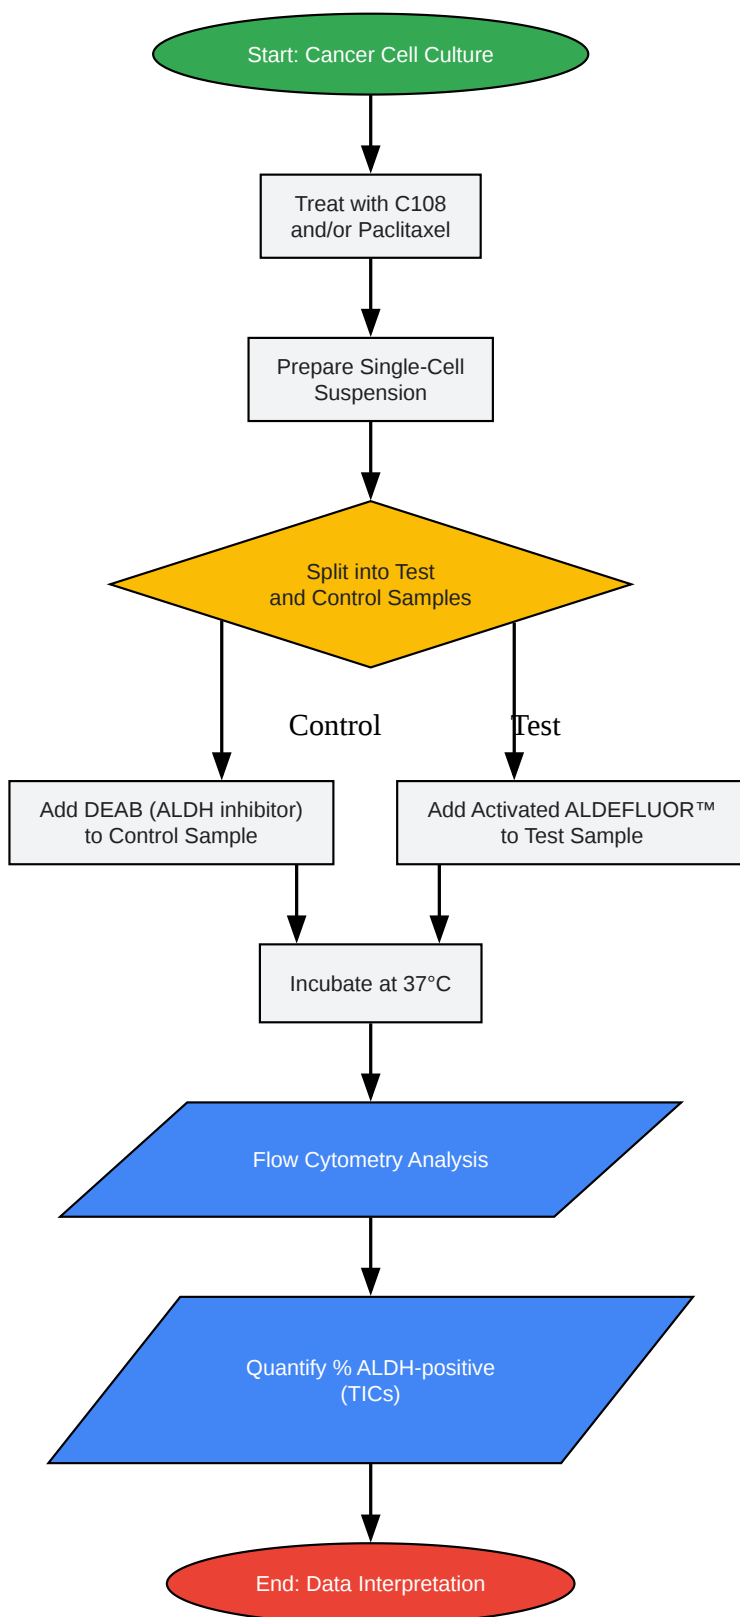 Start: Cancer Cell Culture
Treat with C108
and/or Paclitaxel
Prepare Single-Cell
Suspension
Split into Test
and Control Samples
Control
Test
Add DEAB (ALDH inhibitor)
to Control Sample
Add Activated ALDEFLUOR™
to Test Sample
Incubate at 37°C
Flow Cytometry Analysis
Quantify % ALDH-positive
(TICs)
End: Data Interpretation